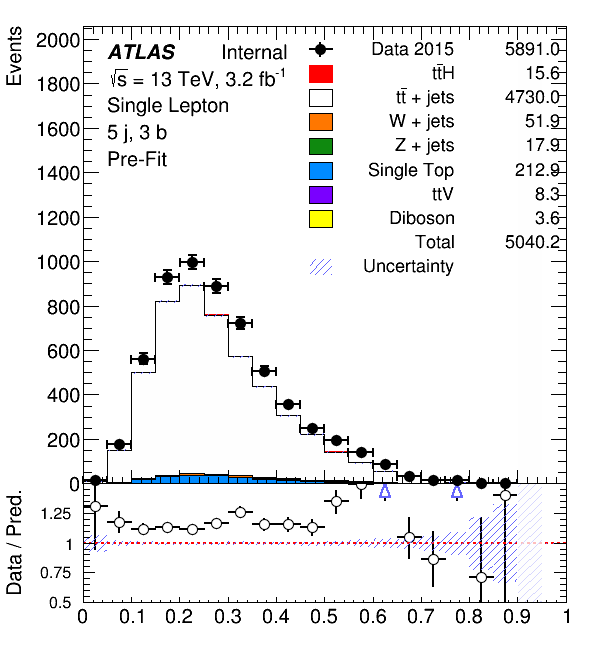 ATLAS Internal
√s = 13 TeV, 3.2 fb⁻¹
Single Lepton
5 j, 3 b
Pre-Fit
Data 2015 5891.0
tt̄H 15.6
tt̄ + jets 4730.0
W + jets 51.9
Z + jets 17.9
Single Top 212.9
ttV 8.3
Diboson 3.6
Total 5040.2
Uncertainty
Events
2000
1800
1600
1400
1200
1000
800
600
400
200
0
Data / Pred.
1.25
1
0.75
0.5
0 0.1 0.2 0.3 0.4 0.5 0.6 0.7 0.8 0.9 1